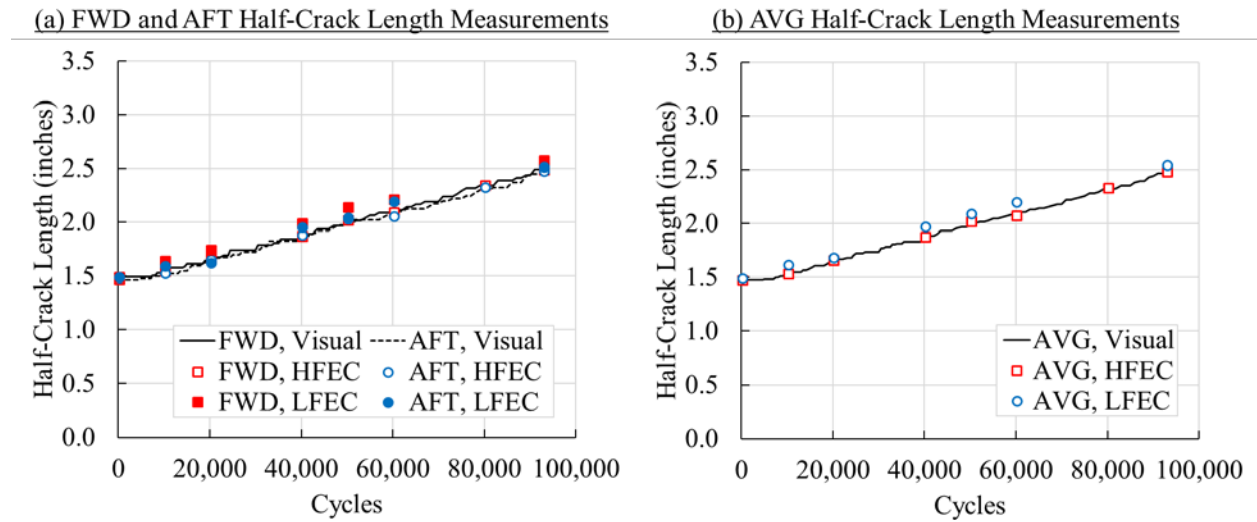 (a) FWD and AFT Half-Crack Length Measurements
3.5
3.0
2.5
2.0
1.5
1.0
0.5
0.0
Half-Crack Length (inches)
FWD, Visual
AFT, Visual
FWD, HFEC
AFT, HFEC
FWD, LFEC
AFT, LFEC
0
20,000
40,000
60,000
80,000
100,000
Cycles
(b) AVG Half-Crack Length Measurements
3.5
3.0
2.5
2.0
1.5
1.0
0.5
0.0
Half-Crack Length (inches)
AVG, Visual
AVG, HFEC
AVG, LFEC
0
20,000
40,000
60,000
80,000
100,000
Cycles